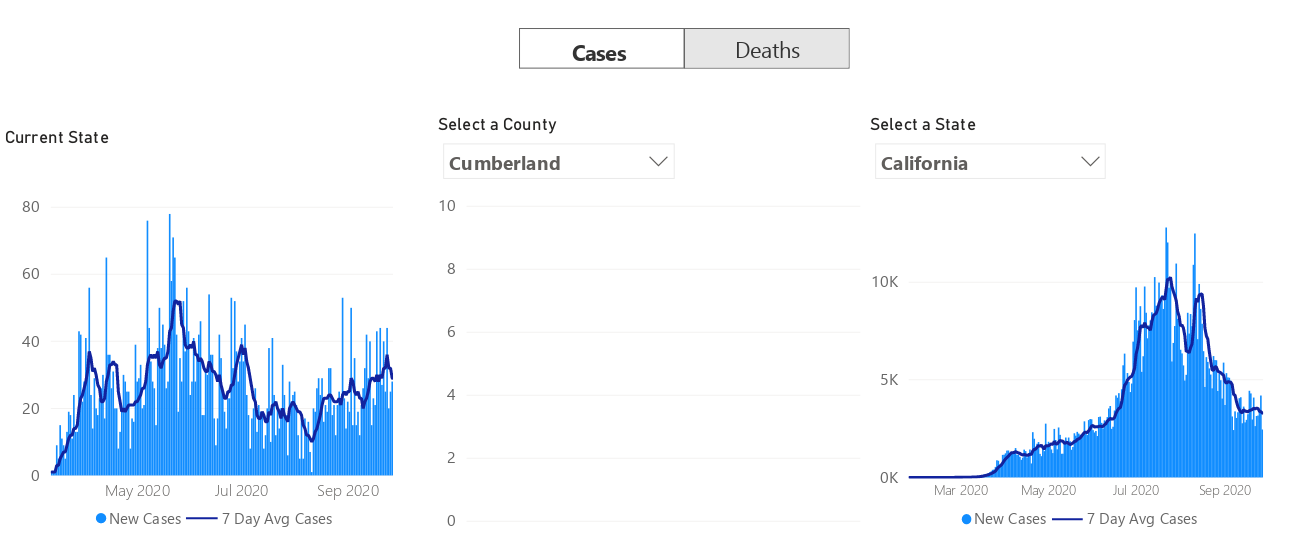 Cases Deaths
Current State
Select a County
Cumberland
Select a State
California
80
60
40
20
0
May 2020 Jul 2020 Sep 2020
New Cases 7 Day Avg Cases
10
8
6
4
2
0
10K
5K
0K
Mar 2020 May 2020 Jul 2020 Sep 2020
New Cases 7 Day Avg Cases